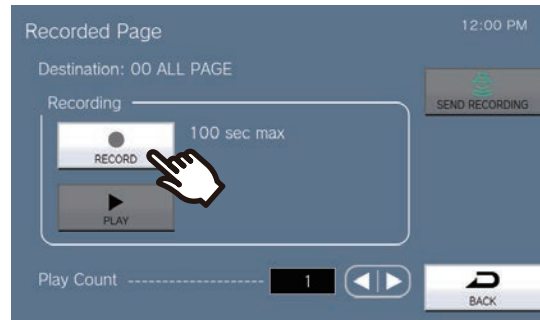 Recorded Page
12:00 PM
Destination: 00 ALL PAGE
SEND RECORDING
Recording
100 sec max
RECORD
PLAY
Play Count -------------------- 1
BACK